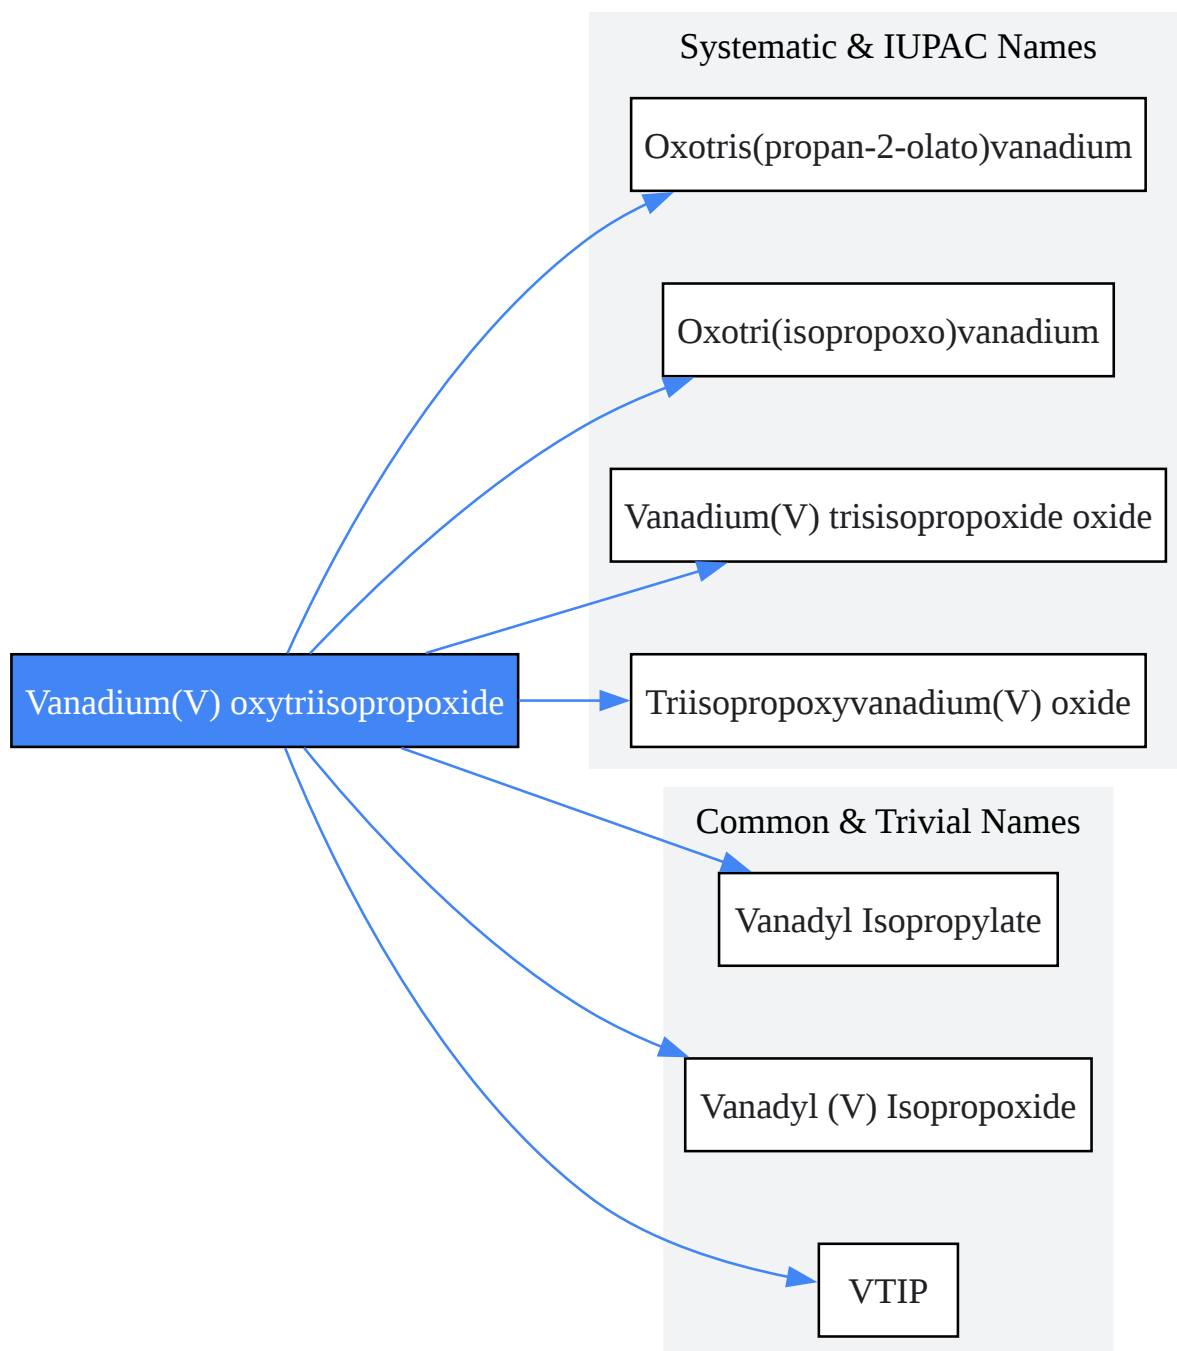 Systematic & IUPAC Names
Oxotris(propan-2-olato)vanadium
Oxotri(isopropoxo)vanadium
Vanadium(V) trisisopropoxide oxide
Vanadium(V) oxytriisopropoxide
Triisopropoxyvanadium(V) oxide
Common & Trivial Names
Vanadyl Isopropylate
Vanadyl (V) Isopropoxide
VTIP